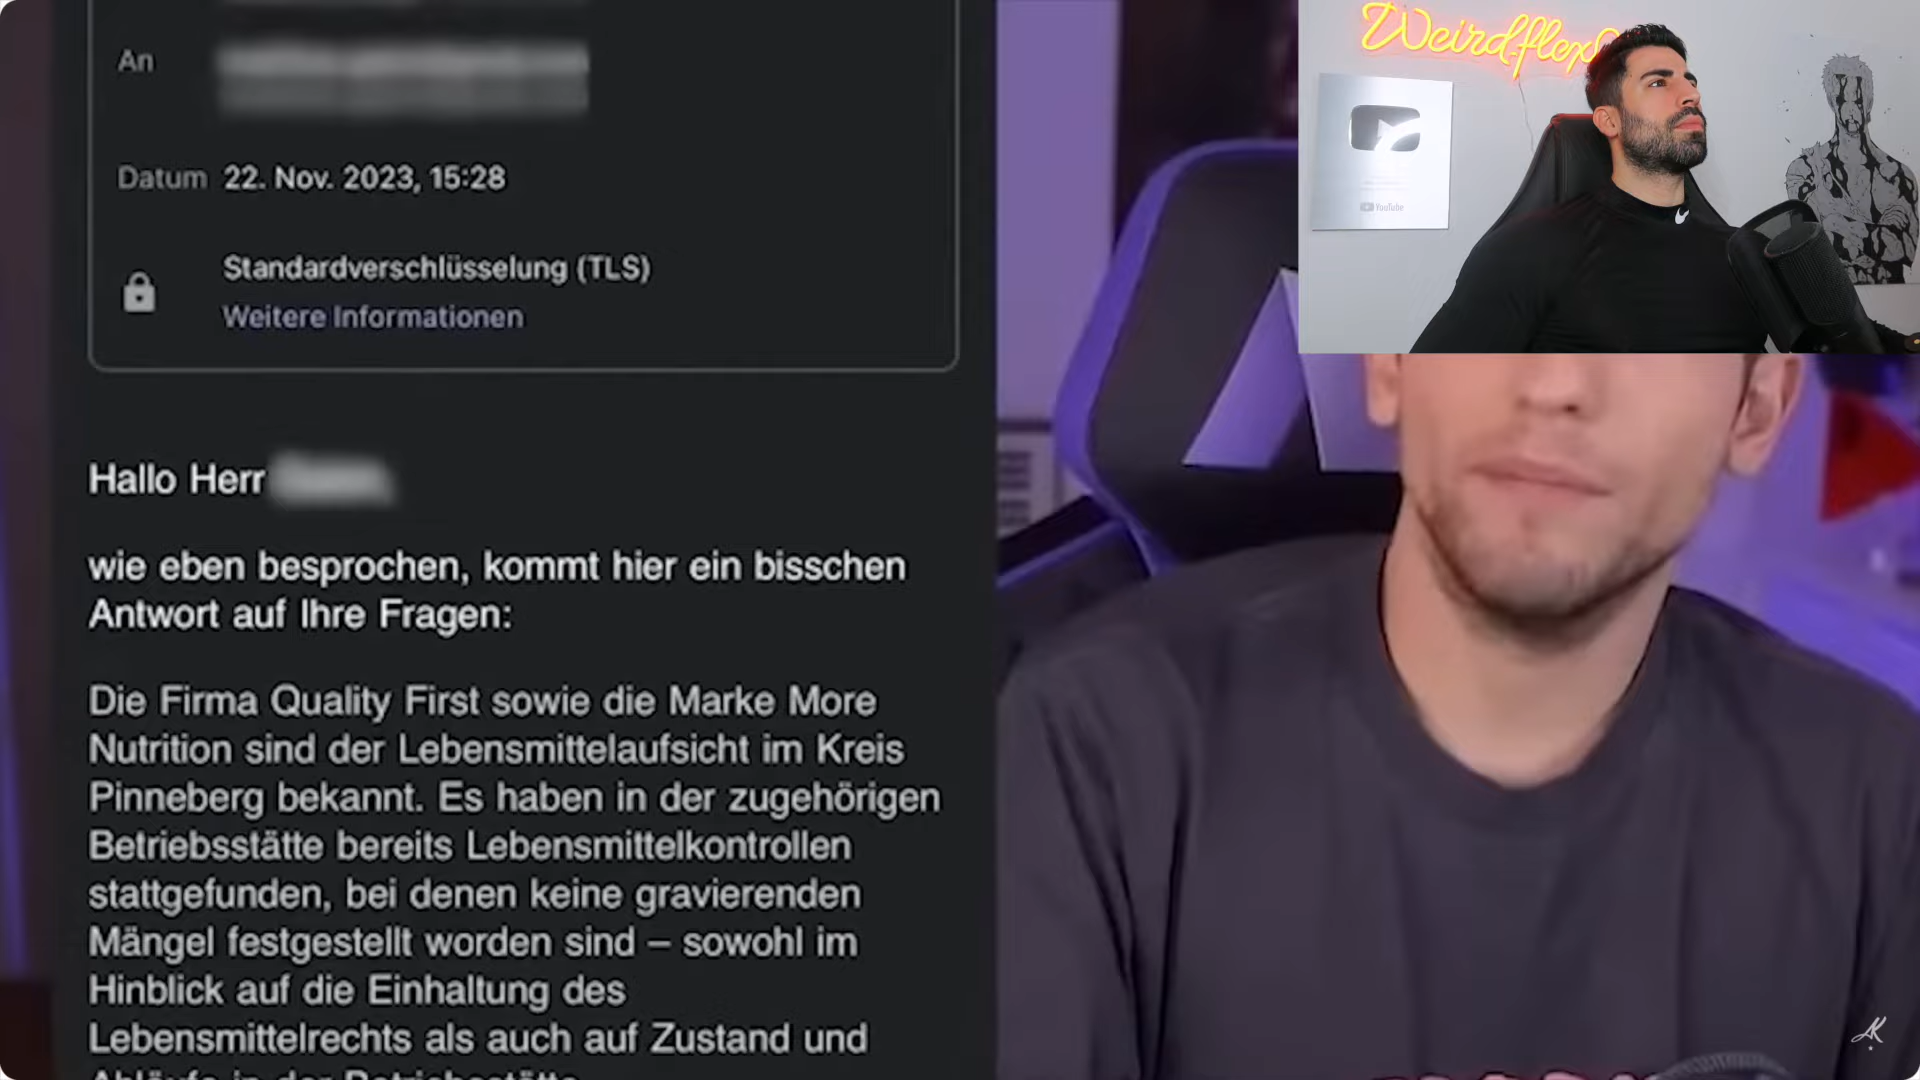 An
Datum 22. Nov. 2023, 15:28
Standardverschlüsselung (TLS)
Weitere Informationen
Hallo Herr
wie eben besprochen, kommt hier ein bisschen
Antwort auf Ihre Fragen:
Die Firma Quality First sowie die Marke More
Nutrition sind der Lebensmittelaufsicht im Kreis
Pinneberg bekannt. Es haben in der zugehörigen
Betriebsstätte bereits Lebensmittelkontrollen
stattgefunden, bei denen keine gravierenden
Mängel festgestellt worden sind – sowohl im
Hinblick auf die Einhaltung des
Lebensmittelrechts als auch auf Zustand und
Weird flex
YouTube
AK